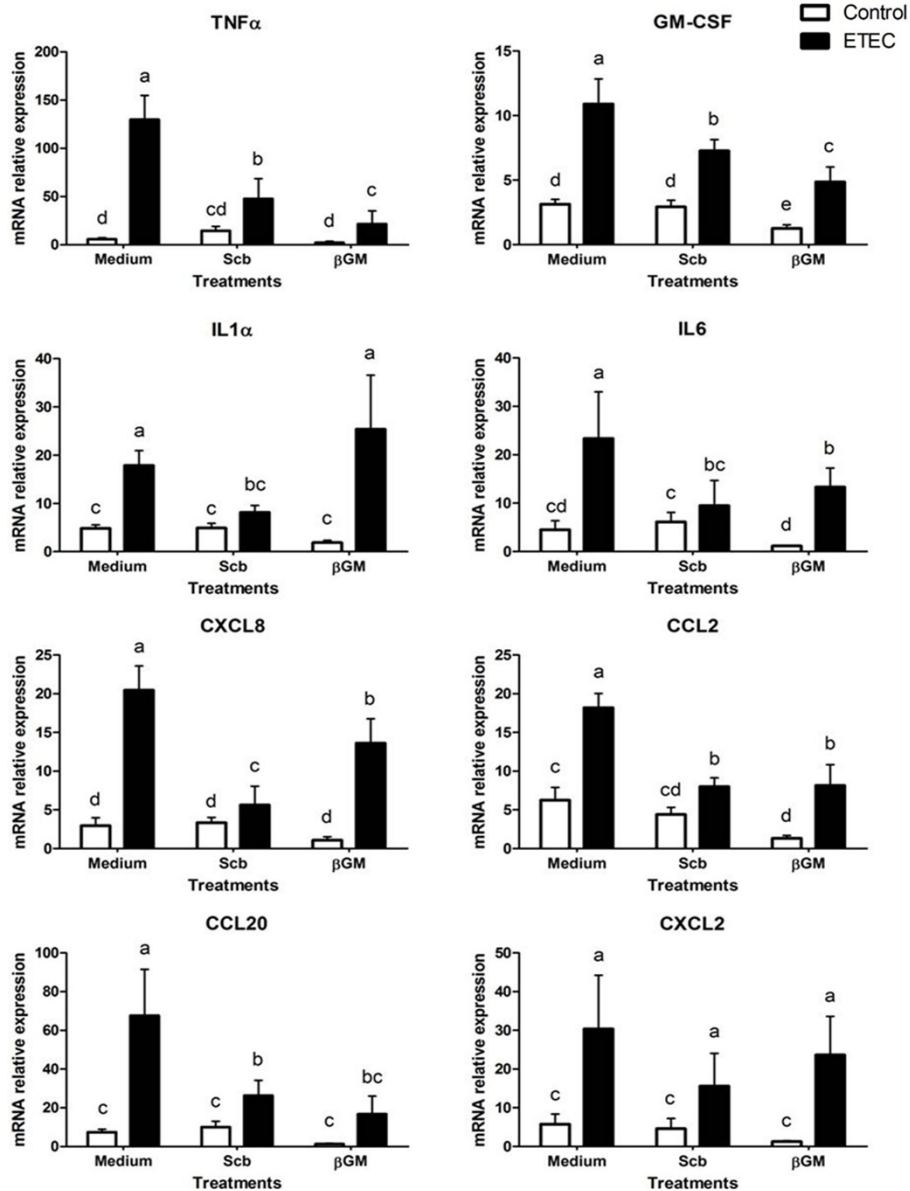 Control
ETEC
TNFα
mRNA relative expression
200
150
100
50
0
a
b
c
d
cd
d
Medium
Scb
βGM
Treatments
GM-CSF
mRNA relative expression
15
10
5
0
a
b
c
d
d
e
Medium
Scb
βGM
Treatments
IL1α
mRNA relative expression
40
30
20
10
0
a
a
bc
c
c
c
Medium
Scb
βGM
Treatments
IL6
mRNA relative expression
40
30
20
10
0
a
b
bc
cd
c
d
Medium
Scb
βGM
Treatments
CXCL8
mRNA relative expression
25
20
15
10
5
0
a
b
c
d
d
d
Medium
Scb
βGM
Treatments
CCL2
mRNA relative expression
25
20
15
10
5
0
a
b
b
c
cd
d
Medium
Scb
βGM
Treatments
CCL20
mRNA relative expression
100
80
60
40
20
0
a
b
bc
c
c
c
Medium
Scb
βGM
Treatments
CXCL2
mRNA relative expression
50
40
30
20
10
0
a
a
a
c
c
c
Medium
Scb
βGM
Treatments